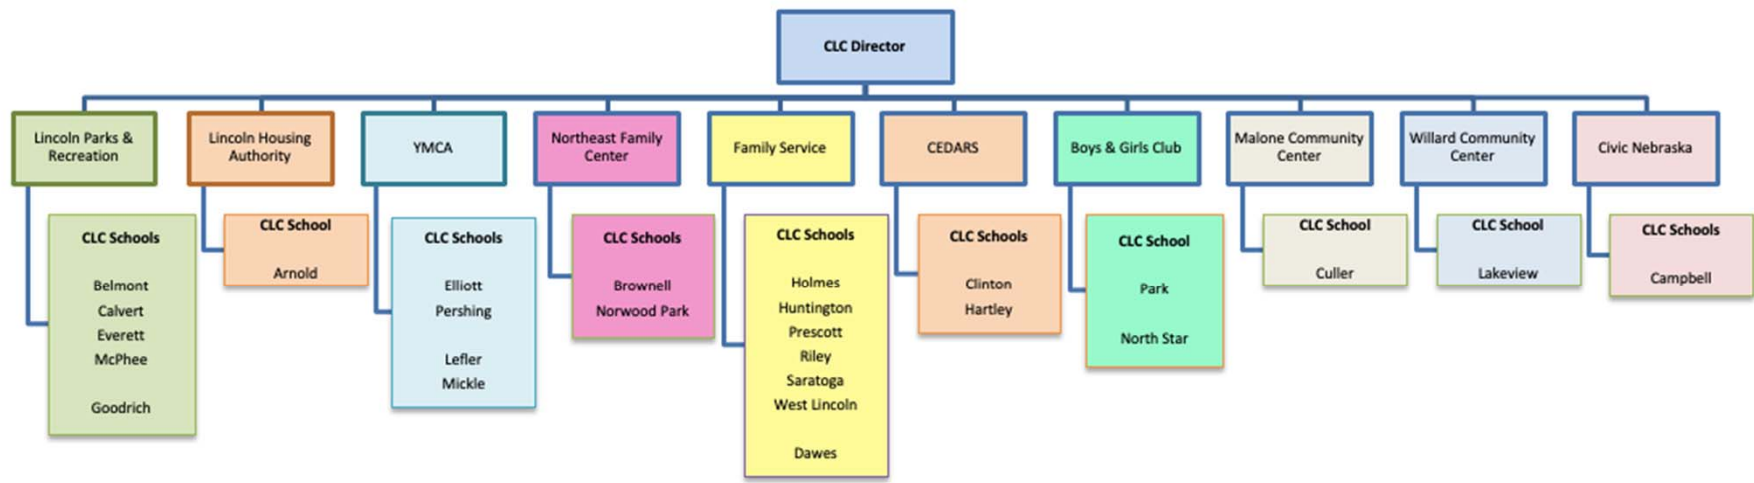 CLC Director
Lincoln Parks &
Recreation
Lincoln Housing
Authority
YMCA
Northeast Family
Center
Family Service
CEDARS
Boys & Girls Club
Malone Community
Center
Willard Community
Center
Civic Nebraska
CLC Schools
Belmont
Calvert
Everett
McPhee
Goodrich
CLC School
Arnold
CLC Schools
Elliott
Pershing
Lefler
Mickle
CLC Schools
Brownell
Norwood Park
CLC Schools
Holmes
Huntington
Prescott
Riley
Saratoga
West Lincoln
Dawes
CLC Schools
Clinton
Hartley
CLC School
Park
North Star
CLC School
Culler
CLC School
Lakeview
CLC Schools
Campbell